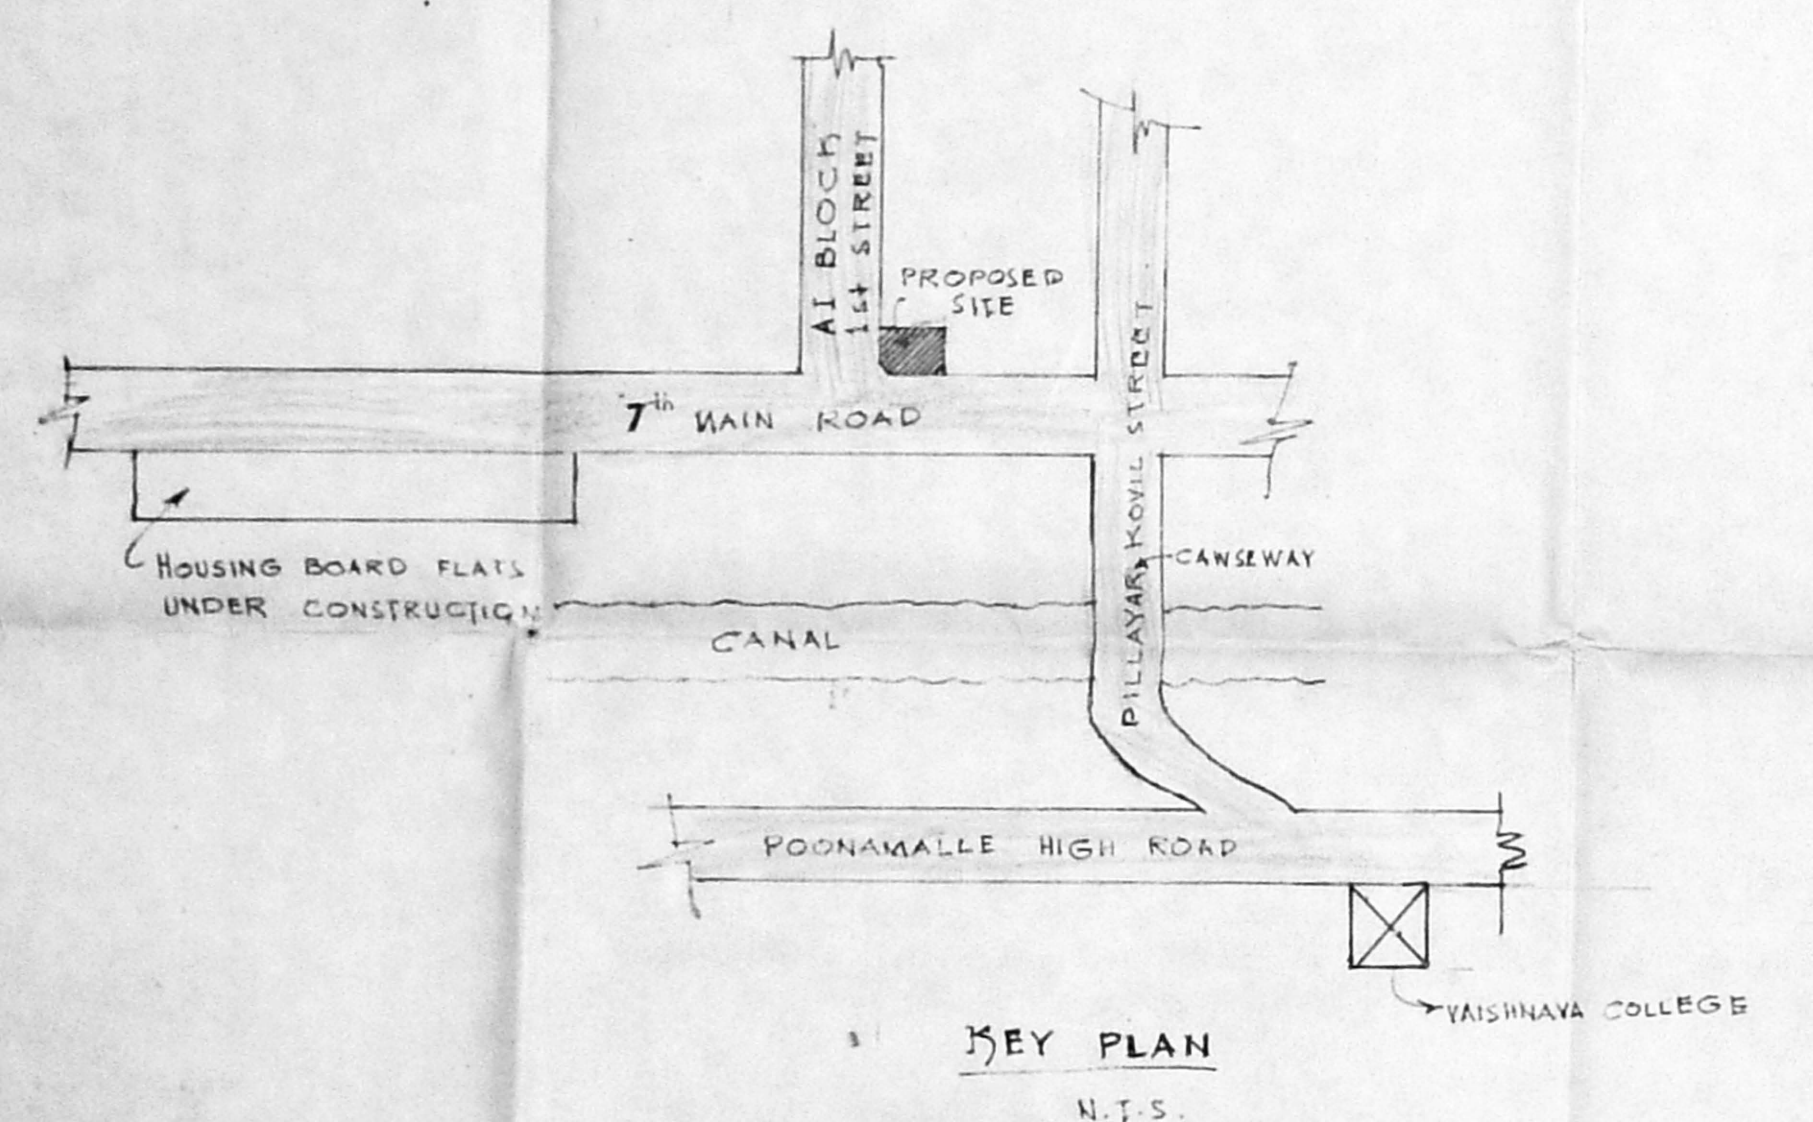 AI BLOCK
1st STREET
PROPOSED
SITE
7th MAIN ROAD
PILLAYAR KOVIL STREET.
HOUSING BOARD FLATS
UNDER CONSTRUCTION
CAWSEWAY
CANAL
POONAMALLE HIGH ROAD
VAISHNAVA COLLEGE
KEY PLAN
N.T.S.